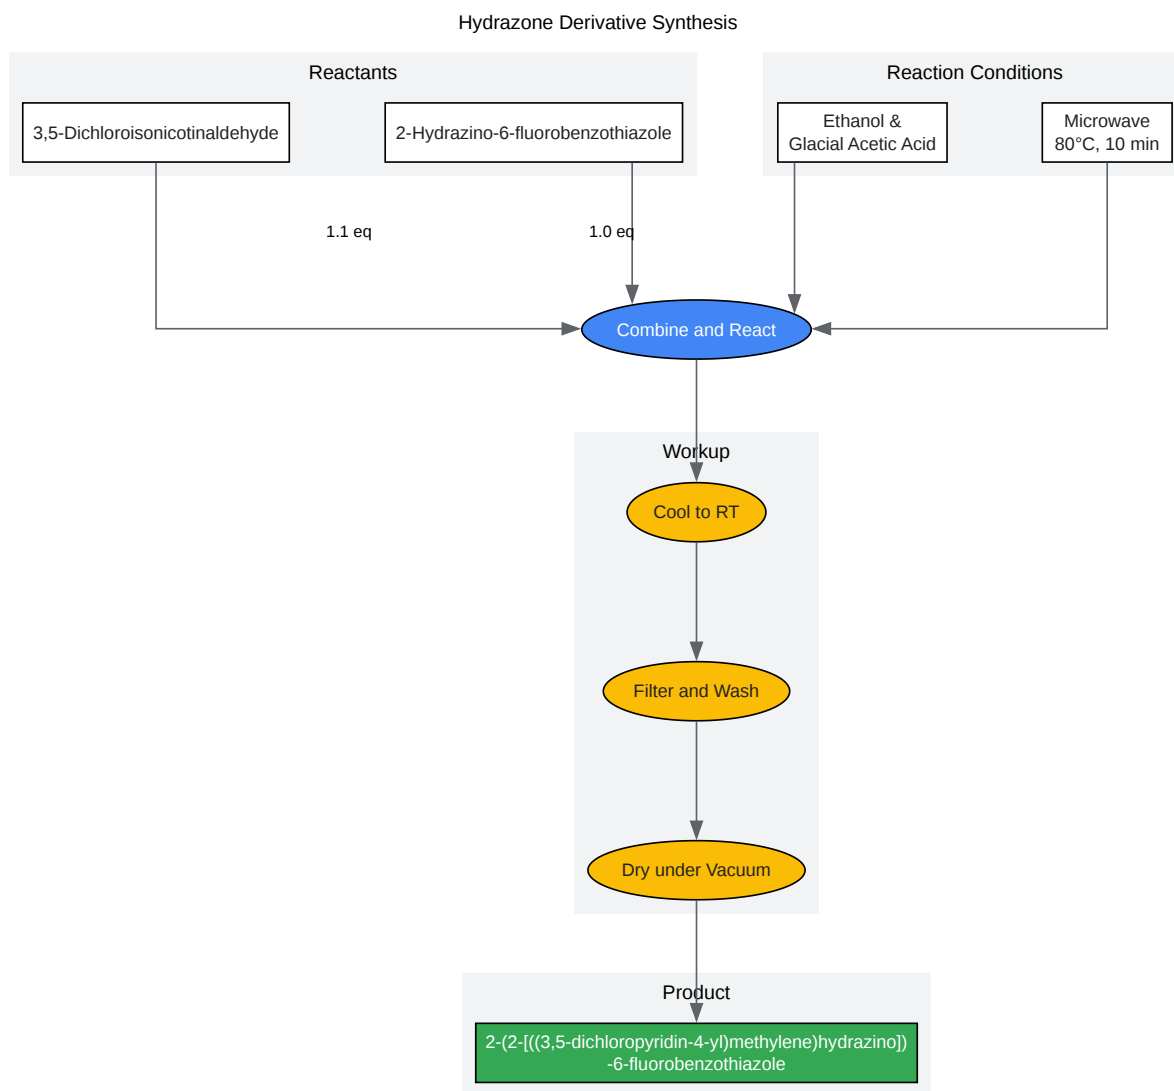 Hydrazone Derivative Synthesis
Reactants
Reaction Conditions
3,5-Dichloroisonicotinaldehyde
2-Hydrazino-6-fluorobenzothiazole
Ethanol &
Glacial Acetic Acid
Microwave
80°C, 10 min
1.1 eq
1.0 eq
Combine and React
Workup
Cool to RT
Filter and Wash
Dry under Vacuum
Product
2-(2-[((3,5-dichloropyridin-4-yl)methylene)hydrazino])
-6-fluorobenzothiazole